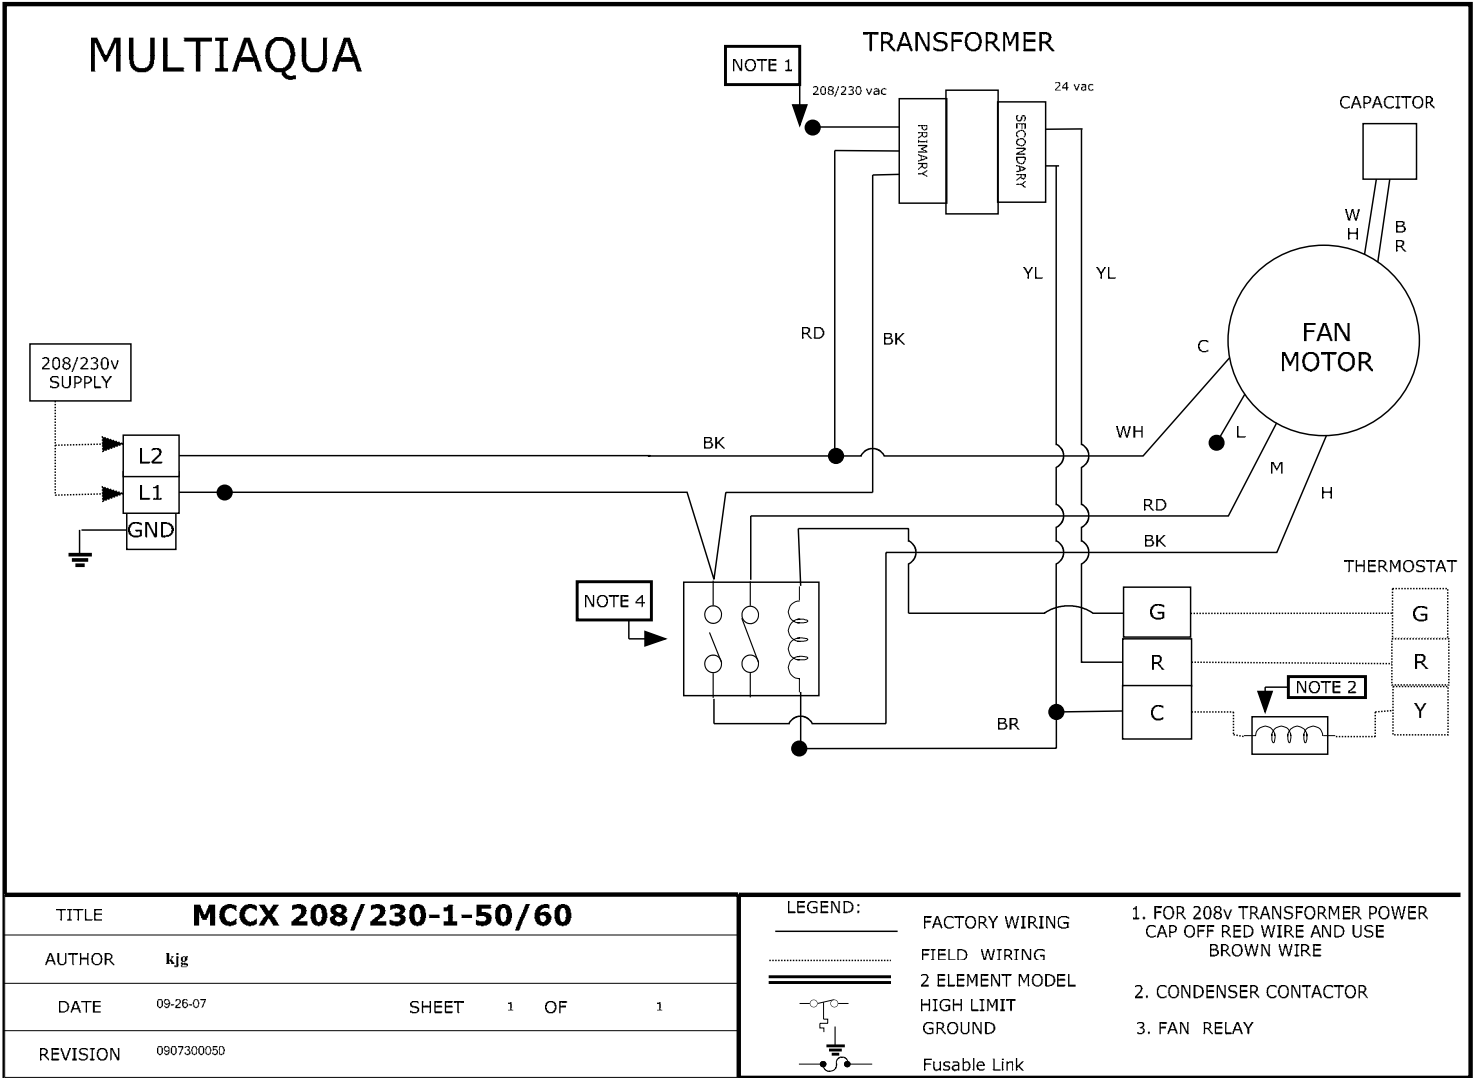 MULTIAQUA
TRANSFORMER
NOTE 1
208/230 vac
24 vac
PRIMARY
SECONDARY
CAPACITOR
W
H
B
R
YL
YL
RD
BK
C
FAN
MOTOR
208/230v
SUPPLY
L2
L1
GND
BK
WH
L
M
H
RD
BK
THERMOSTAT
NOTE 4
G
R
C
G
R
Y
NOTE 2
BR
TITLE
MCCX 208/230-1-50/60
AUTHOR
kjg
DATE
09-26-07
SHEET 1 OF 1
REVISION
0907300050
LEGEND:
FACTORY WIRING
FIELD WIRING
2 ELEMENT MODEL
HIGH LIMIT
GROUND
Fusable Link
1. FOR 208v TRANSFORMER POWER
CAP OFF RED WIRE AND USE
BROWN WIRE
2. CONDENSER CONTACTOR
3. FAN RELAY